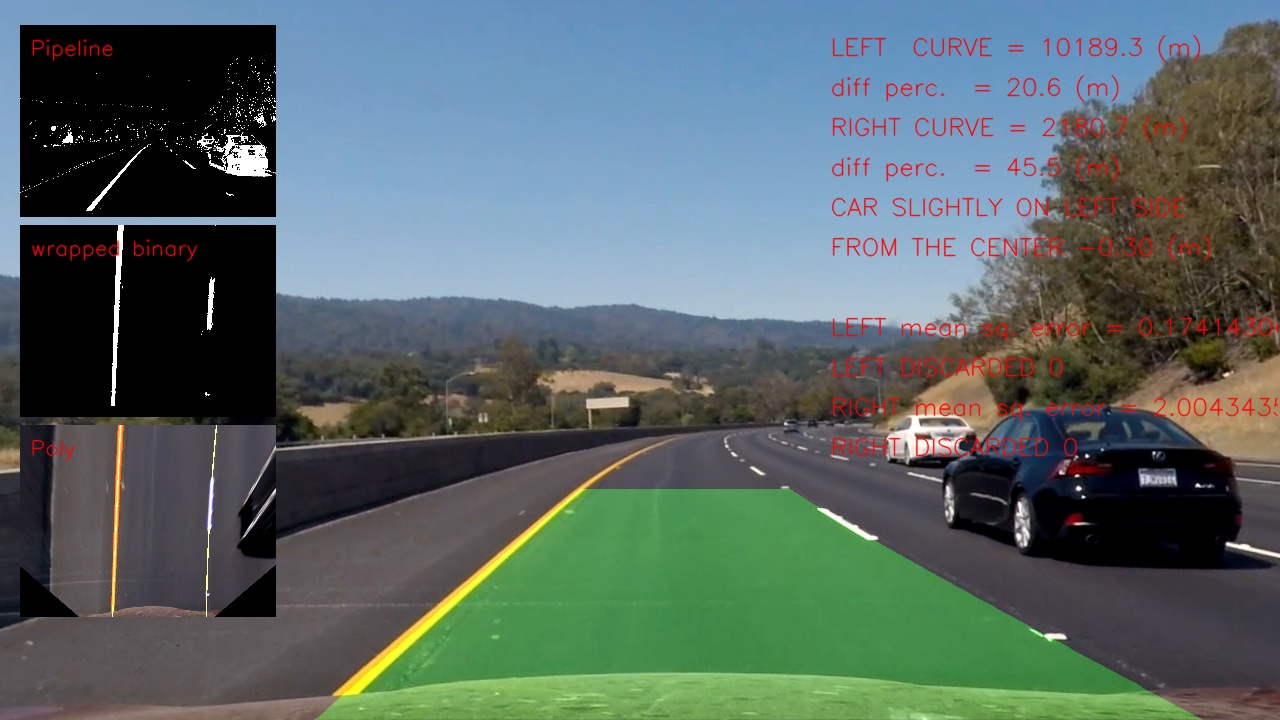 Pipeline
wrapped binary
Poly
LEFT CURVE = 10189.3 (m)
diff perc. = 20.6 (m)
RIGHT CURVE = 2180.7 (m)
diff perc. = 45.5 (m)
CAR SLIGHTLY ON LEFT SIDE
FROM THE CENTER -0.30 (m)
LEFT mean sq. error = 0.1741430
LEFT DISCARDED 0
RIGHT mean sq. error = 2.004343
RIGHT DISCARDED 0